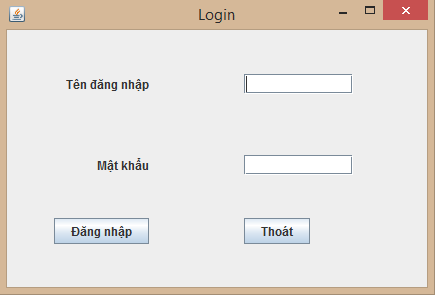 Login
Tên đăng nhập
Mật khẩu
Đăng nhập
Thoát